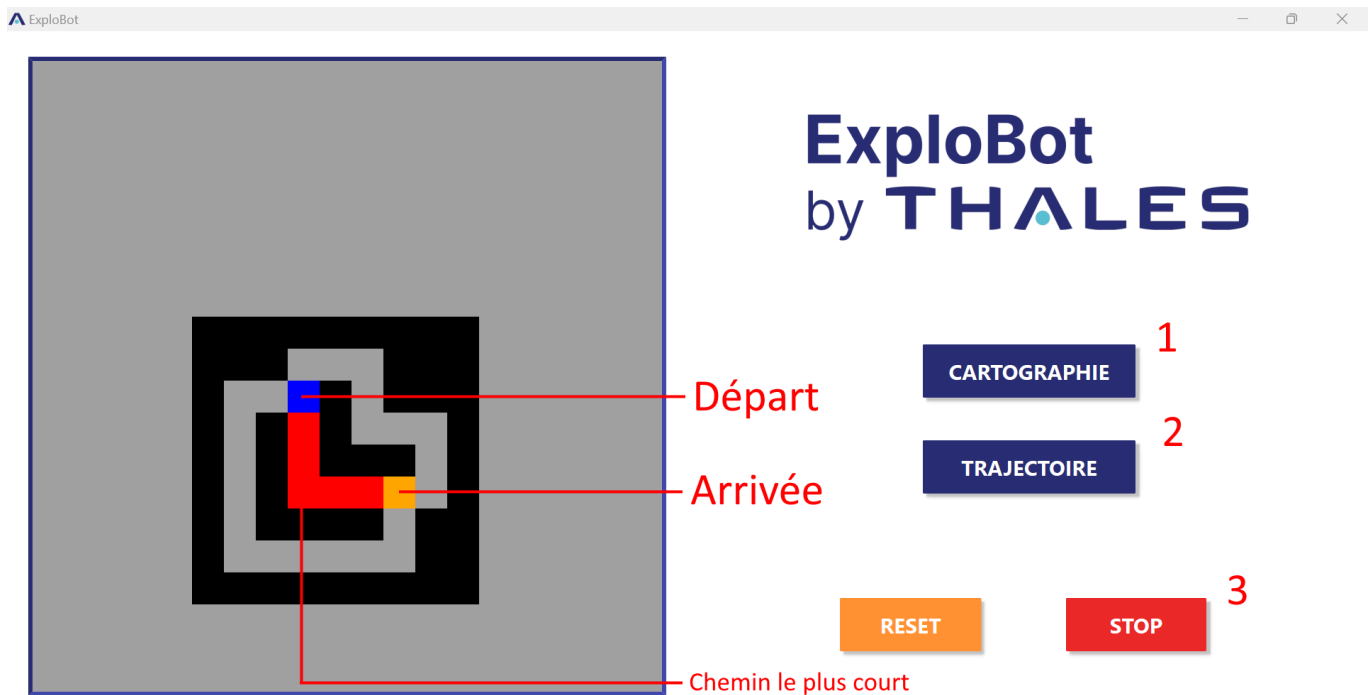 ExploBot
ExploBot
by THALES
1
CARTOGRAPHIE
Départ
2
TRAJECTOIRE
Arrivée
3
RESET
STOP
Chemin le plus court